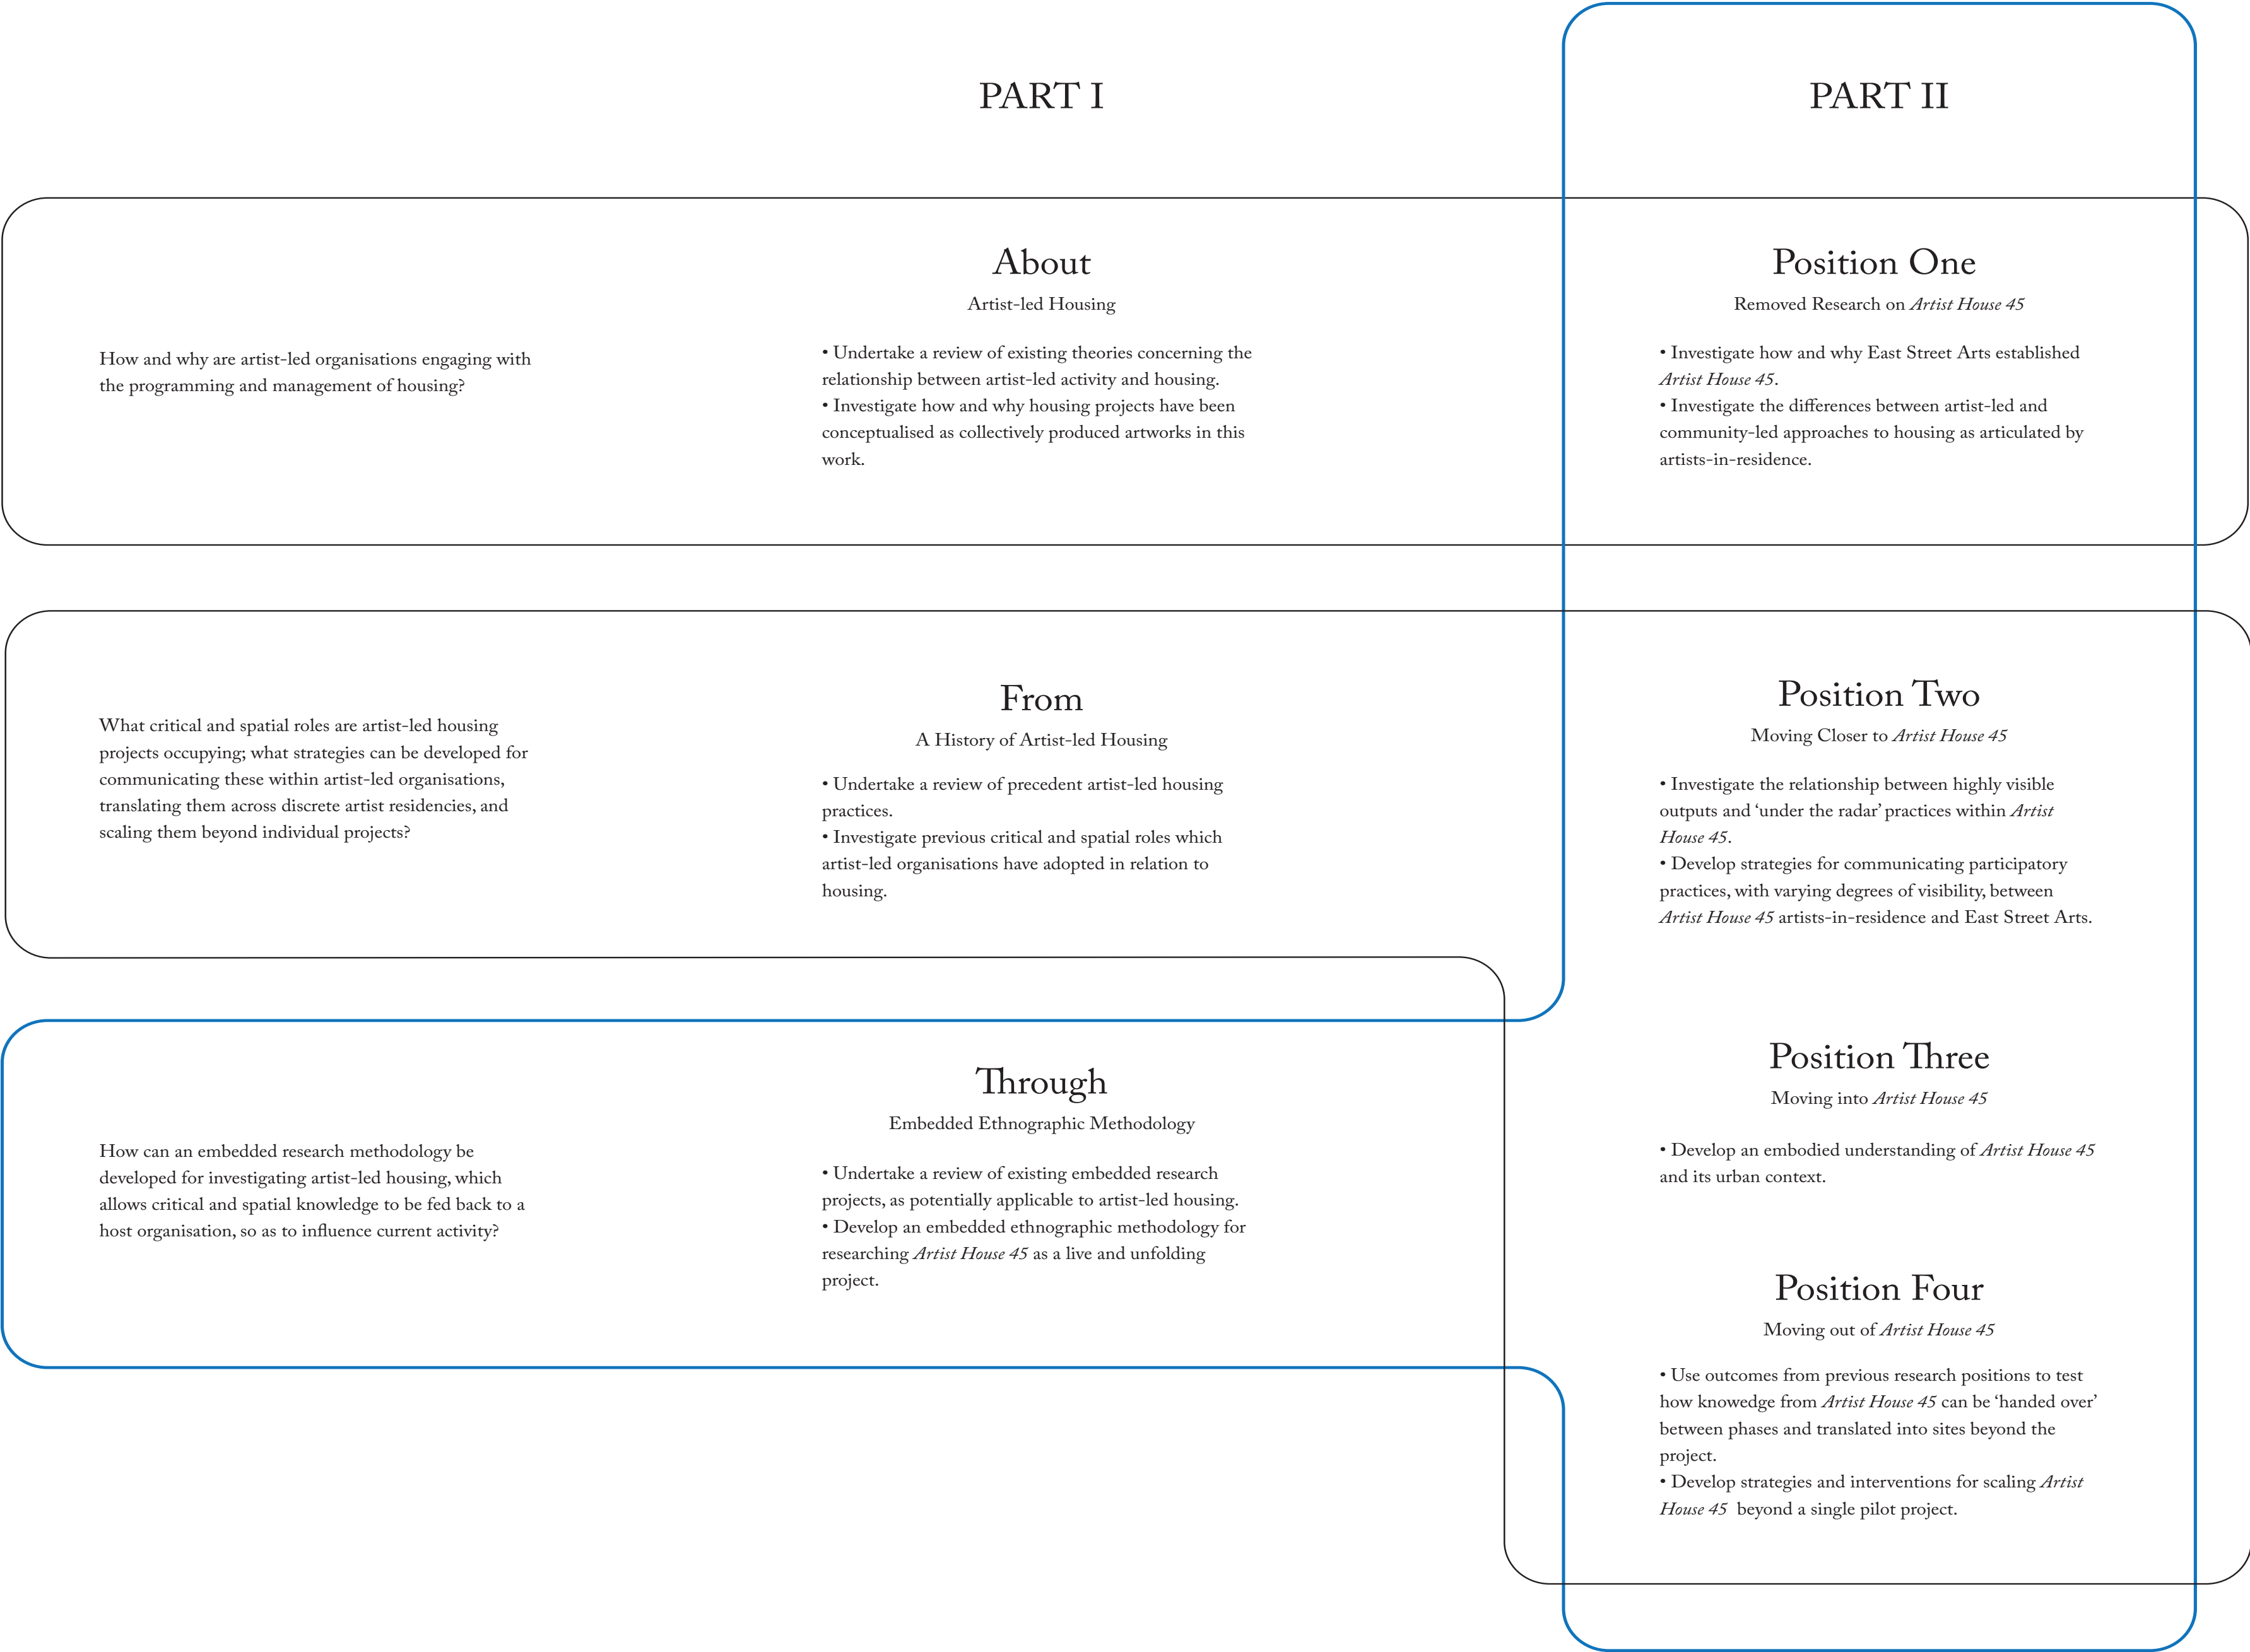 PART I
PART II
How and why are artist-led organisations engaging with
the programming and management of housing?
About
Artist-led Housing
• Undertake a review of existing theories concerning the
relationship between artist-led activity and housing.
• Investigate how and why housing projects have been
conceptualised as collectively produced artworks in this
work.
Position One
Removed Research on Artist House 45
• Investigate how and why East Street Arts established
Artist House 45.
• Investigate the differences between artist-led and
community-led approaches to housing as articulated by
artists-in-residence.
What critical and spatial roles are artist-led housing
projects occupying; what strategies can be developed for
communicating these within artist-led organisations,
translating them across discrete artist residencies, and
scaling them beyond individual projects?
From
A History of Artist-led Housing
• Undertake a review of precedent artist-led housing
practices.
• Investigate previous critical and spatial roles which
artist-led organisations have adopted in relation to
housing.
Position Two
Moving Closer to Artist House 45
• Investigate the relationship between highly visible
outputs and ‘under the radar’ practices within Artist
House 45.
• Develop strategies for communicating participatory
practices, with varying degrees of visibility, between
Artist House 45 artists-in-residence and East Street Arts.
How can an embedded research methodology be
developed for investigating artist-led housing, which
allows critical and spatial knowledge to be fed back to a
host organisation, so as to influence current activity?
Through
Embedded Ethnographic Methodology
• Undertake a review of existing embedded research
projects, as potentially applicable to artist-led housing.
• Develop an embedded ethnographic methodology for
researching Artist House 45 as a live and unfolding
project.
Position Three
Moving into Artist House 45
• Develop an embodied understanding of Artist House 45
and its urban context.
Position Four
Moving out of Artist House 45
• Use outcomes from previous research positions to test
how knowedge from Artist House 45 can be ‘handed over’
between phases and translated into sites beyond the
project.
• Develop strategies and interventions for scaling Artist
House 45 beyond a single pilot project.